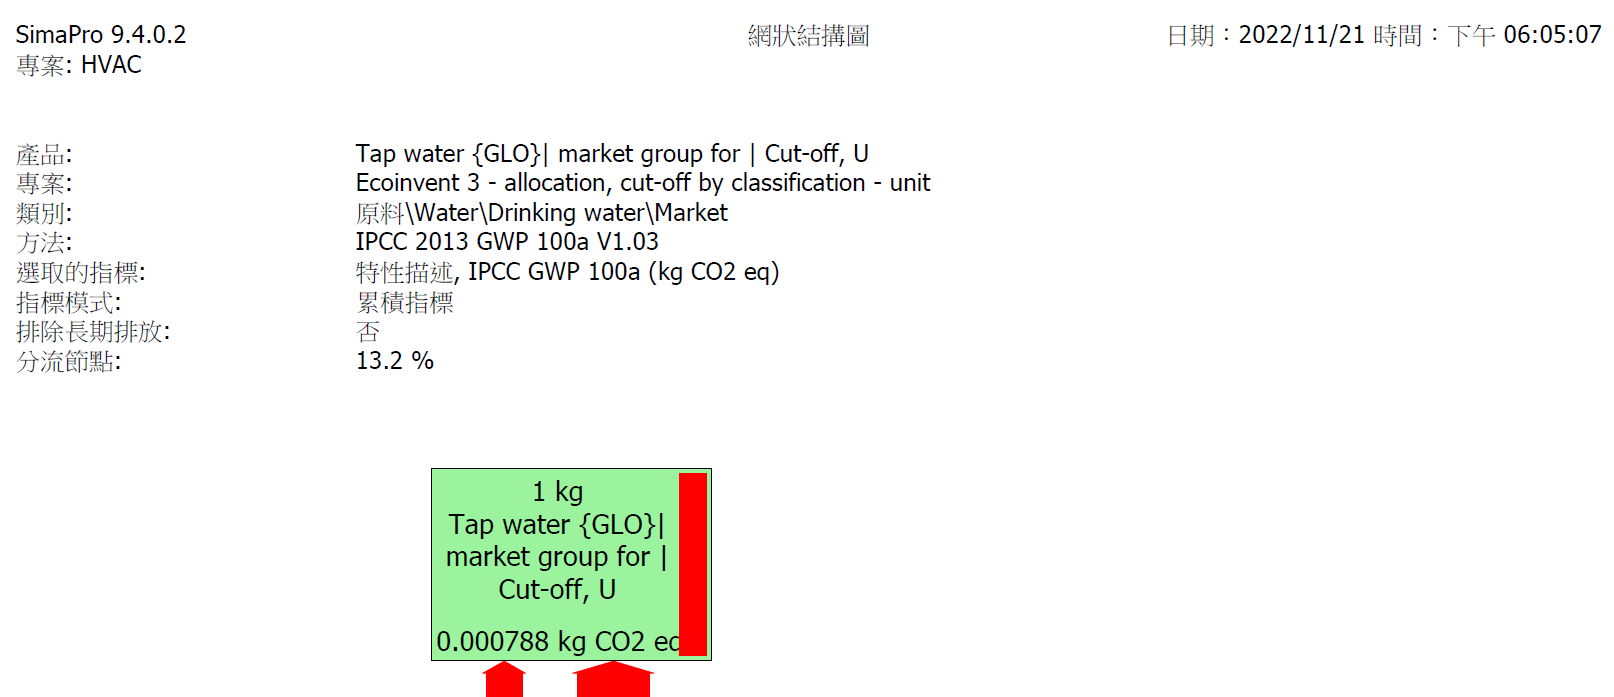 SimaPro 9.4.0.2
網狀結搆圖
日期：2022/11/21 時間：下午 06:05:07
專案: HVAC
產品: Tap water {GLO}| market group for | Cut-off, U
專案: Ecoinvent 3 - allocation, cut-off by classification - unit
類別: 原料\Water\Drinking water\Market
方法: IPCC 2013 GWP 100a V1.03
選取的指標: 特性描述, IPCC GWP 100a (kg CO2 eq)
指標模式: 累積指標
排除長期排放: 否
分流節點: 13.2 %
1 kg
Tap water {GLO}|
market group for |
Cut-off, U
0.000788 kg CO2 eq